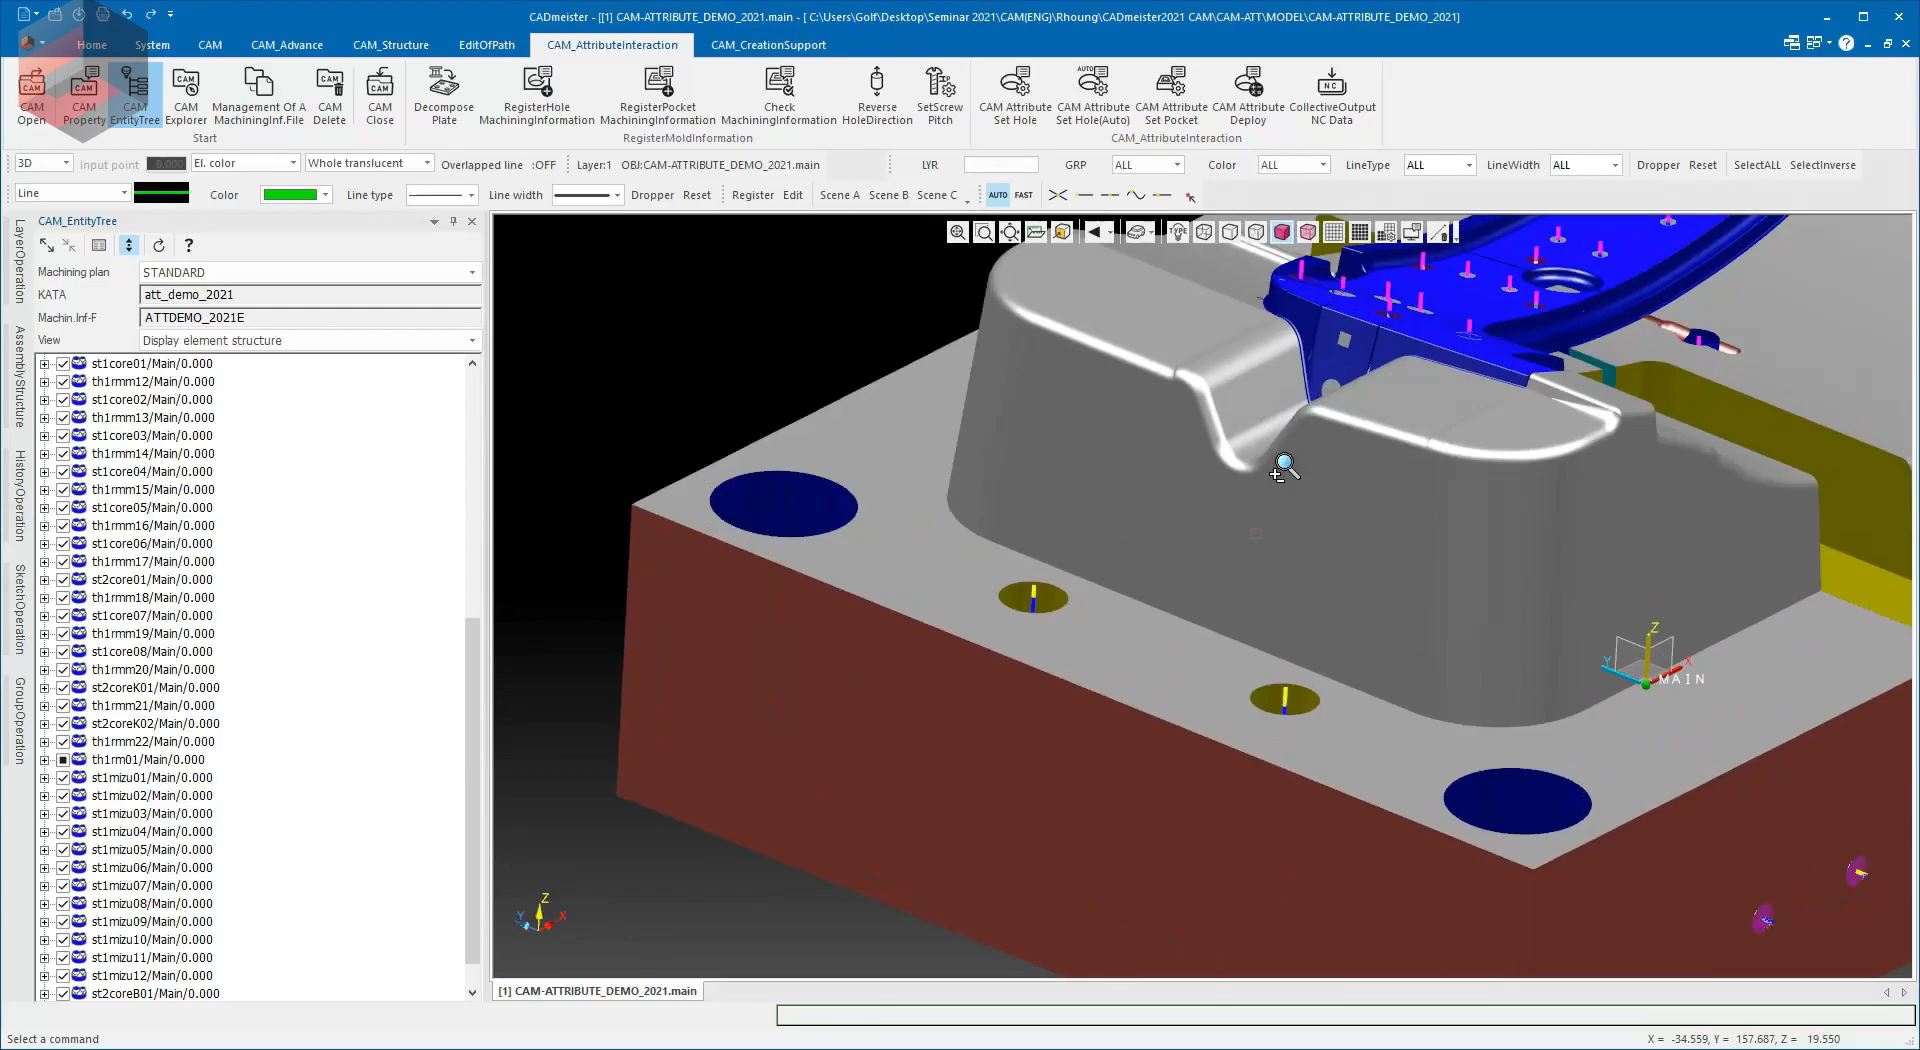 CADmeister - [[1] CAM-ATTRIBUTE_DEMO_2021.main - [ C:\Users\Golf\Desktop\Seminar 2021\CAM(ENG)\Rhoung\CADmeister2021 CAM\CAM-ATT\MODEL\CAM-ATTRIBUTE_DEMO_2021]
Home System CAM CAM_Advance CAM_Structure EditOfPath CAM_AttributeInteraction CAM_CreationSupport
CAM Open
CAM Property
CAM EntityTree
CAM Explorer
Management Of A MachiningInf.File
CAM Delete
CAM Close
Decompose Plate
RegisterHole MachiningInformation
RegisterPocket MachiningInformation
Check MachiningInformation
Reverse HoleDirection
SetScrew Pitch
CAM Attribute Set Hole
CAM Attribute Set Hole(Auto)
CAM Attribute Set Pocket
CAM Attribute Deploy
CollectiveOutput NC Data
Start RegisterMoldInformation CAM_AttributeInteraction
3D input point 0.000 El. color Whole translucent Overlapped line :OFF Layer:1 OBJ:CAM-ATTRIBUTE_DEMO_2021.main LYR GRP ALL Color ALL LineType ALL LineWidth ALL Dropper Reset SelectALL SelectInverse
Line Color Line type Line width Dropper Reset Register Edit Scene A Scene B Scene C AUTO FAST
LayerOperation
AssemblyStructure
HistoryOperation
SketchOperation
GroupOperation
CAM_EntityTree
Machining plan STANDARD
KATA att_demo_2021
Machin.Inf-F ATTDEMO_2021E
View Display element structure
st1core01/Main/0.000
th1rmm12/Main/0.000
st1core02/Main/0.000
th1rmm13/Main/0.000
st1core03/Main/0.000
th1rmm14/Main/0.000
st1core04/Main/0.000
th1rmm15/Main/0.000
st1core05/Main/0.000
th1rmm16/Main/0.000
st1core06/Main/0.000
th1rmm17/Main/0.000
st2core01/Main/0.000
th1rmm18/Main/0.000
st1core07/Main/0.000
th1rmm19/Main/0.000
st1core08/Main/0.000
th1rmm20/Main/0.000
st2coreK01/Main/0.000
th1rmm21/Main/0.000
st2coreK02/Main/0.000
th1rmm22/Main/0.000
th1rm01/Main/0.000
st1mizu01/Main/0.000
st1mizu02/Main/0.000
st1mizu03/Main/0.000
st1mizu04/Main/0.000
st1mizu05/Main/0.000
st1mizu06/Main/0.000
st1mizu07/Main/0.000
st1mizu08/Main/0.000
st1mizu09/Main/0.000
st1mizu10/Main/0.000
st1mizu11/Main/0.000
st1mizu12/Main/0.000
st2coreB01/Main/0.000
TYPE
Z
Y X
MAIN
Z
Y X
[1] CAM-ATTRIBUTE_DEMO_2021.main
Select a command
X = -34.559, Y = 157.687, Z = 19.550